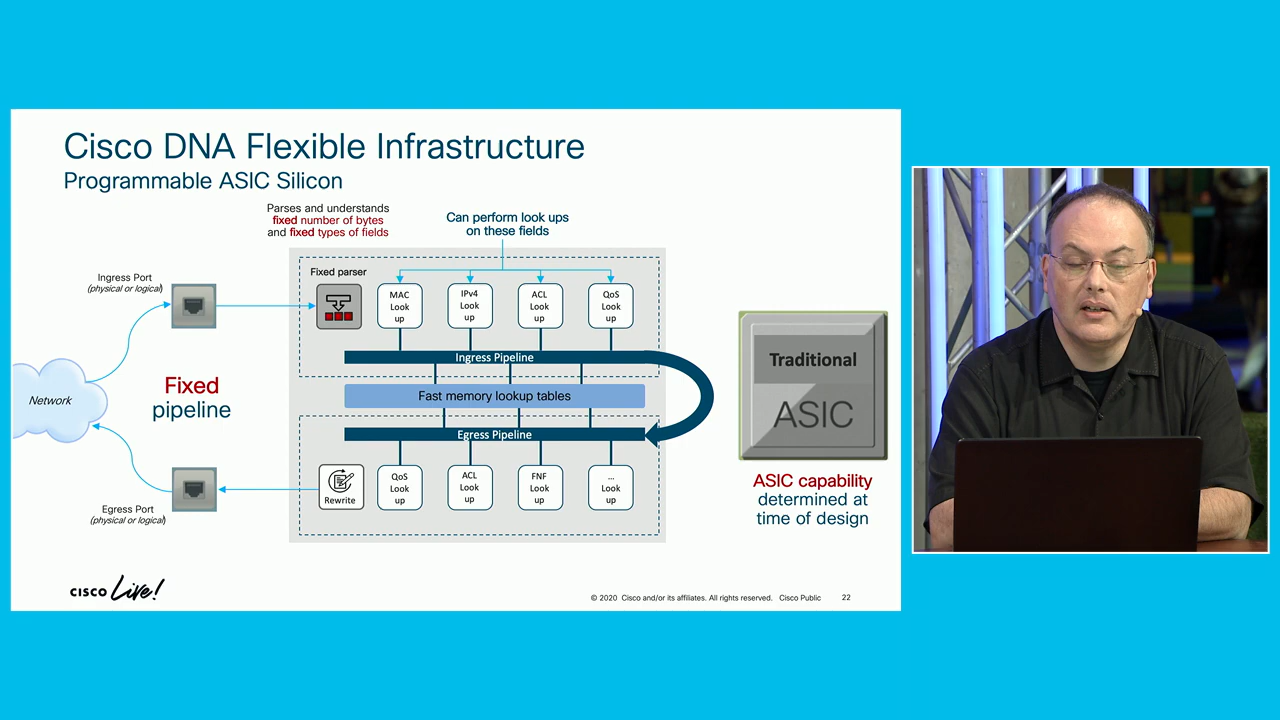 Cisco DNA Flexible Infrastructure
Programmable ASIC Silicon
Parses and understands
fixed number of bytes
and fixed types of fields
Can perform look ups
on these fields
Ingress Port
(physical or logical)
Fixed parser
MAC
Look
up
IPv4
Look
up
ACL
Look
up
QoS
Look
up
Ingress Pipeline
Network
Fixed
pipeline
Fast memory lookup tables
Egress Pipeline
Traditional
ASIC
Rewrite
QoS
Look
up
ACL
Look
up
FNF
Look
up
...
Look
up
Egress Port
(physical or logical)
ASIC capability
determined at
time of design
CISCO Live!
© 2020 Cisco and/or its affiliates. All rights reserved. Cisco Public 22